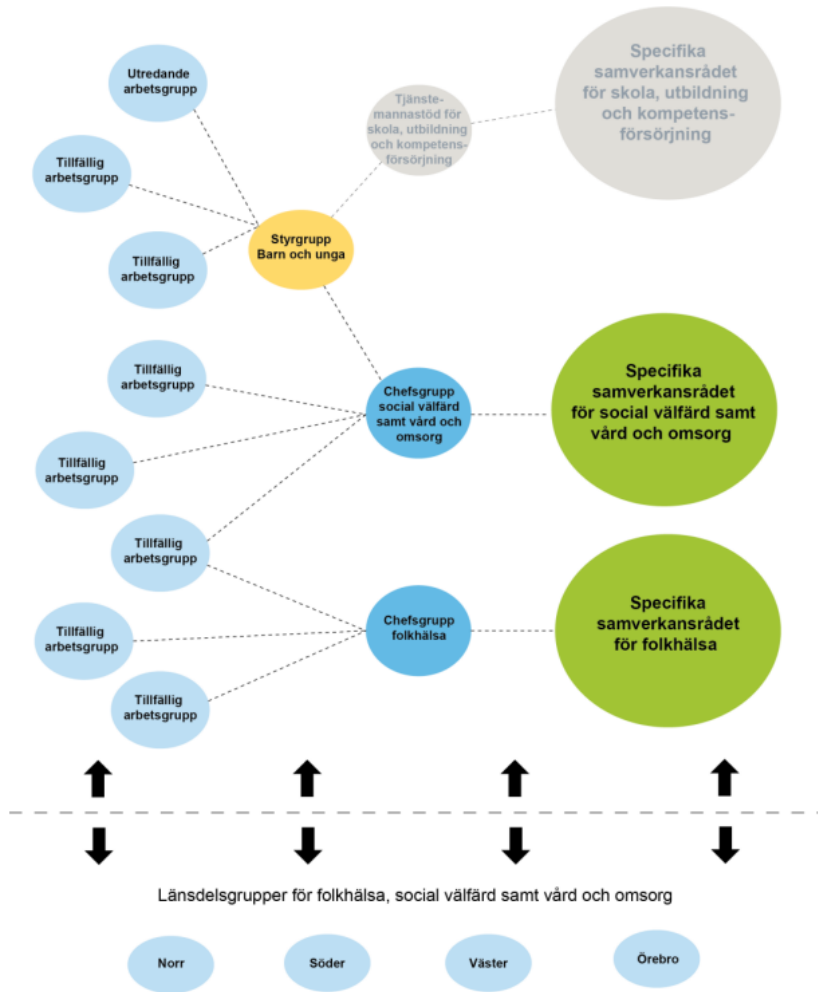 Utredande
arbetsgrupp
Tillfällig
arbetsgrupp
Tillfällig
arbetsgrupp
Styrgrupp
Barn och unga
Tjänste-
mannastöd för
skola, utbildning
och kompetens-
försörjning
Specifika
samverkansrådet
för skola, utbildning
och kompetens-
försörjning
Tillfällig
arbetsgrupp
Tillfällig
arbetsgrupp
Chefsgrupp
social välfärd
samt vård och
omsorg
Specifika
samverkansrådet
för social välfärd samt
vård och omsorg
Tillfällig
arbetsgrupp
Tillfällig
arbetsgrupp
Tillfällig
arbetsgrupp
Chefsgrupp
folkhälsa
Specifika
samverkansrådet
för folkhälsa
Länsdelsgrupper för folkhälsa, social välfärd samt vård och omsorg
Norr
Söder
Väster
Örebro